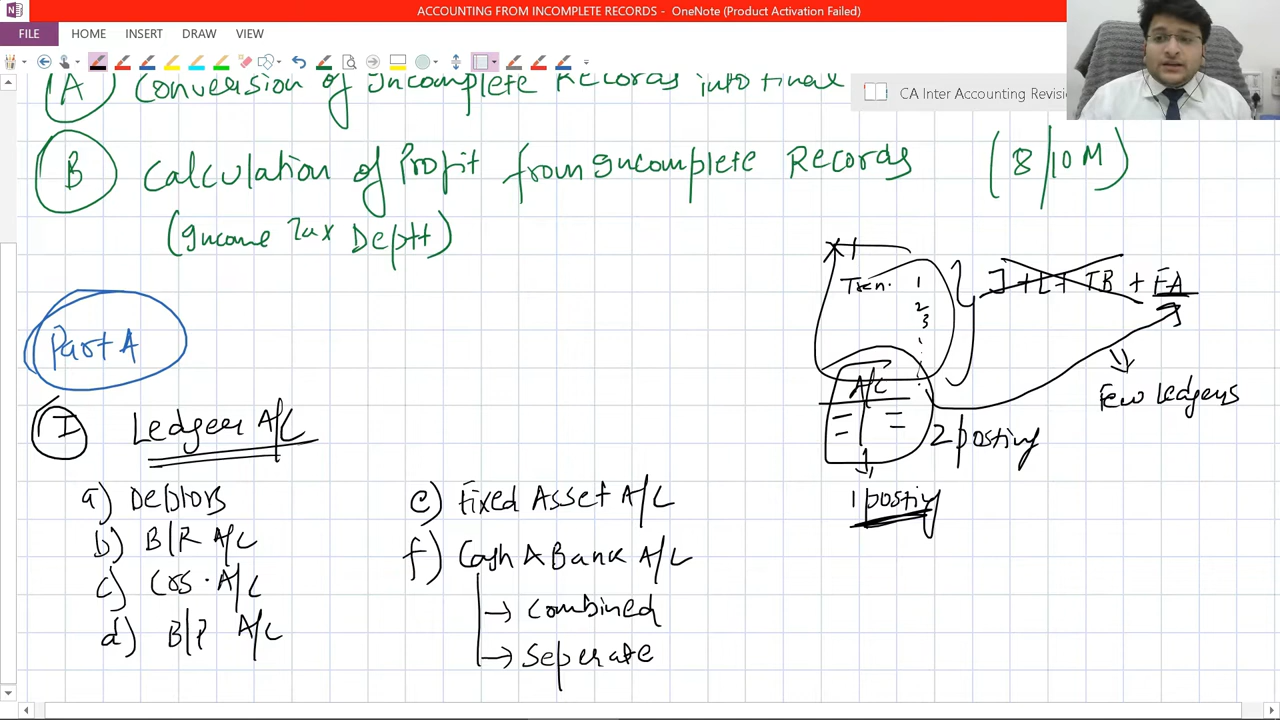 ACCOUNTING FROM INCOMPLETE RECORDS - OneNote (Product Activation Failed)
FILE HOME INSERT DRAW VIEW
A Conversion of Incomplete Records into Final
CA Inter Accounting Revisi
B Calculation of Profit from Incomplete Records (8/10M)
(Income Tax Deptt)
Tran. 1
2
3
J + L + TB + FA
Few Ledgers
A/C
2 posting
1 posting
Part A
I Ledger A/C
a) Debtors
b) B/R A/C
c) Crs. A/C
d) B/P A/C
e) Fixed Asset A/C
f) Cash & Bank A/C
→ Combined
→ Seperate